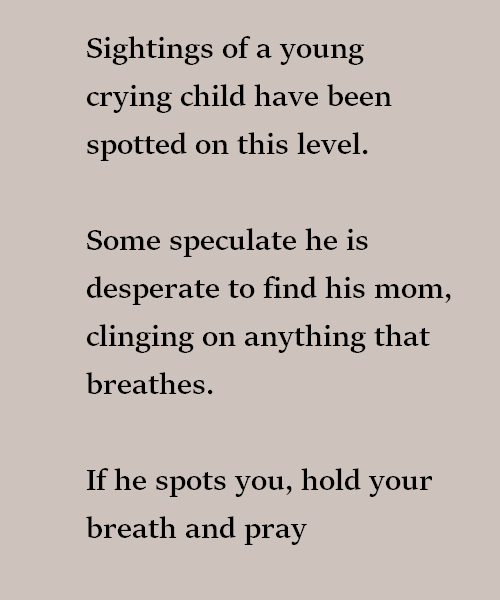 Sightings of a young
crying child have been
spotted on this level.
Some speculate he is
desperate to find his mom,
clinging on anything that
breathes.
If he spots you, hold your
breath and pray